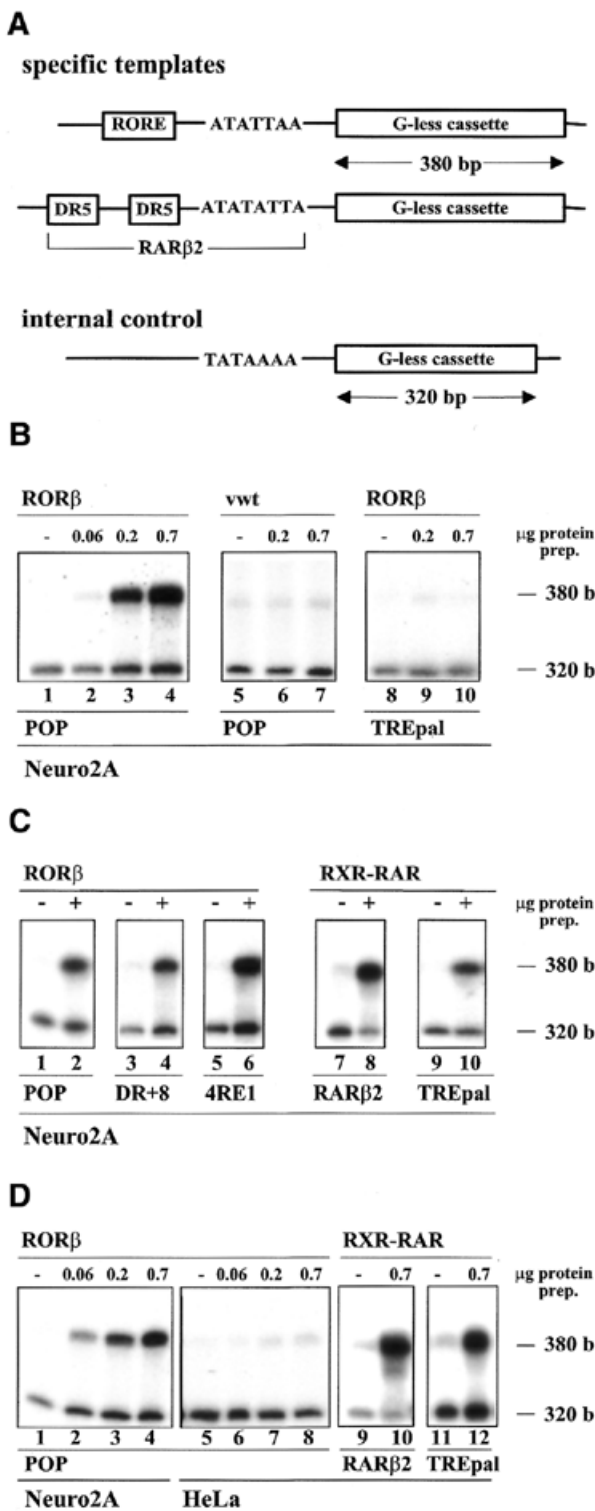 A
specific templates
RORE ATATTAA G-less cassette
380 bp
DR5 DR5 ATATATTA G-less cassette
RARβ2
internal control
TATAAAA G-less cassette
320 bp
B
RORβ vwt RORβ
- 0.06 0.2 0.7 - 0.2 0.7 - 0.2 0.7 µg protein
prep.
380 b
320 b
1 2 3 4 5 6 7 8 9 10
POP POP TREpal
Neuro2A
C
RORβ RXR-RAR
- + - + - + - + - + µg protein
prep.
380 b
320 b
1 2 3 4 5 6 7 8 9 10
POP DR+8 4RE1 RARβ2 TREpal
Neuro2A
D
RORβ RXR-RAR
- 0.06 0.2 0.7 - 0.06 0.2 0.7 - 0.7 - 0.7 µg protein
prep.
380 b
320 b
1 2 3 4 5 6 7 8 9 10 11 12
POP RARβ2 TREpal
Neuro2A HeLa